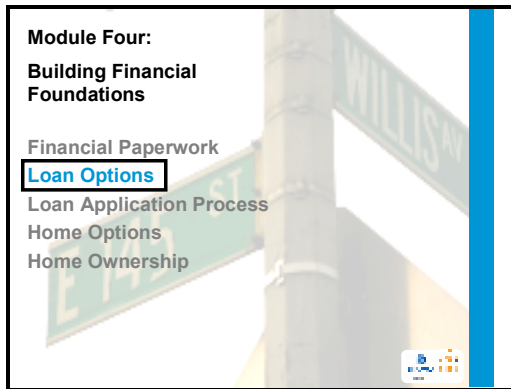 Module Four:
Building Financial
Foundations
Financial Paperwork
Loan Options
Loan Application Process
Home Options
Home Ownership
WILLIS AV
E 145 ST